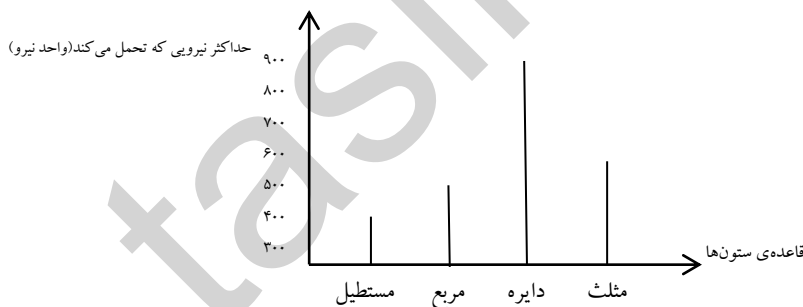 حداکثر نیرویی که تحمل می‌کند(واحد نیرو)
۹۰۰
۸۰۰
۷۰۰
۶۰۰
۵۰۰
۴۰۰
۳۰۰
قاعده‌ی ستون‌ها
مثلث دایره مربع مستطیل